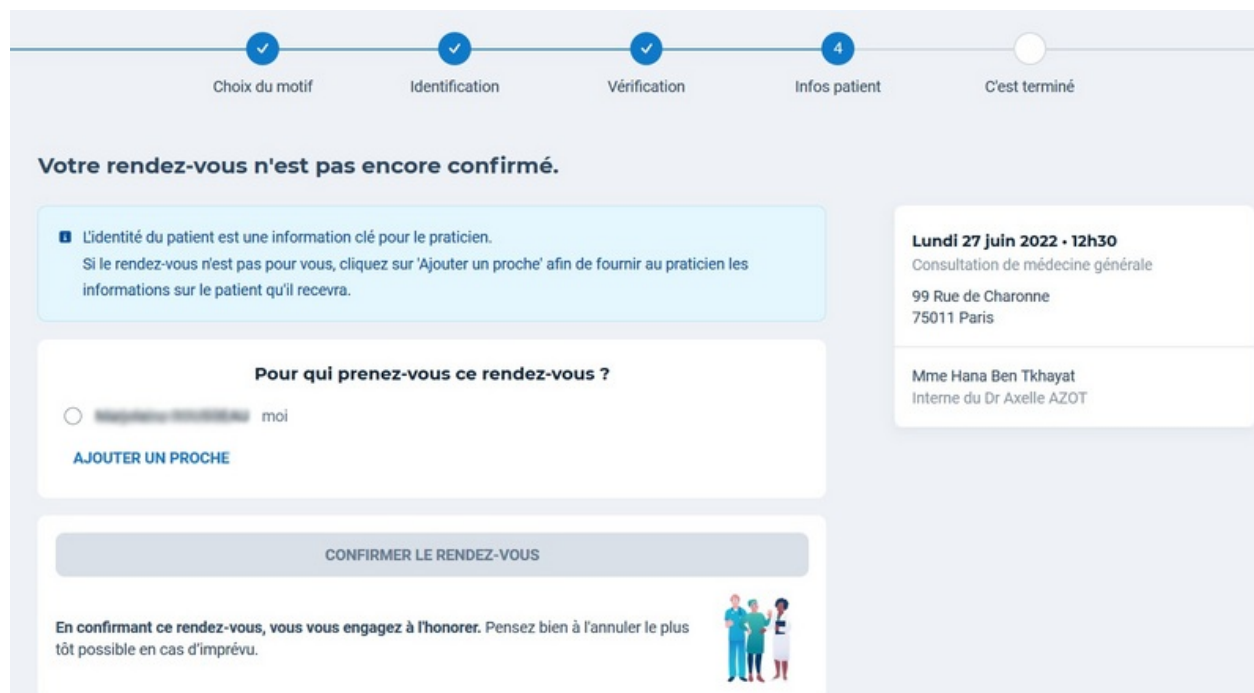 4
Choix du motif
Identification
Vérification
Infos patient
C'est terminé
Votre rendez-vous n'est pas encore confirmé.
L'identité du patient est une information clé pour le praticien.
Si le rendez-vous n'est pas pour vous, cliquez sur 'Ajouter un proche' afin de fournir au praticien les
informations sur le patient qu'il recevra.
Pour qui prenez-vous ce rendez-vous ?
moi
AJOUTER UN PROCHE
CONFIRMER LE RENDEZ-VOUS
En confirmant ce rendez-vous, vous vous engagez à l'honorer. Pensez bien à l'annuler le plus
tôt possible en cas d'imprévu.
Lundi 27 juin 2022 • 12h30
Consultation de médecine générale
99 Rue de Charonne
75011 Paris
Mme Hana Ben Tkhayat
Interne du Dr Axelle AZOT